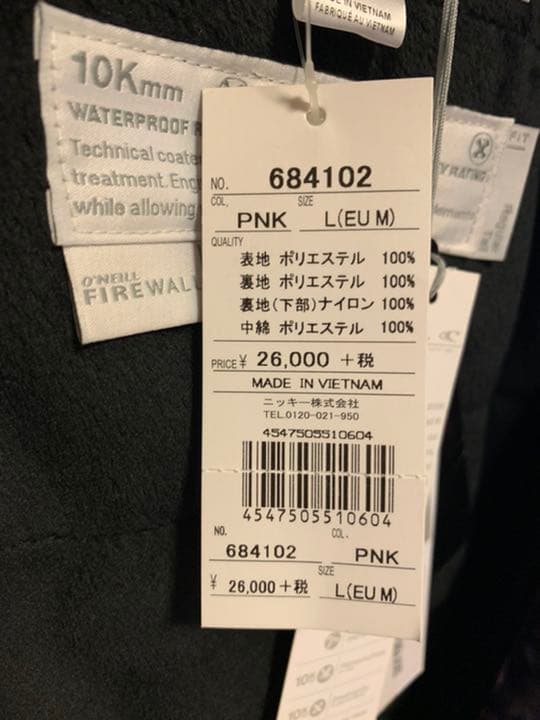 MADE IN VIETNAM
FABRIQUÉ AU VIETNAM
10Kmm
WATERPROOF
Technical
treatment.
while allowing
O'NEILL
FIREWALL
FIT
NO. 684102
COL. SIZE
PNK L(EU M)
QUALITY
表地 ポリエステル 100%
裏地 ポリエステル 100%
裏地(下部)ナイロン 100%
中綿 ポリエステル 100%
PRICE ¥ 26,000 +税
MADE IN VIETNAM
ニッキー株式会社
TEL.0120-021-950
4547505510604
4547505510604
NO. COL.
684102 PNK
SIZE
¥ 26,000+税 L(EU M)